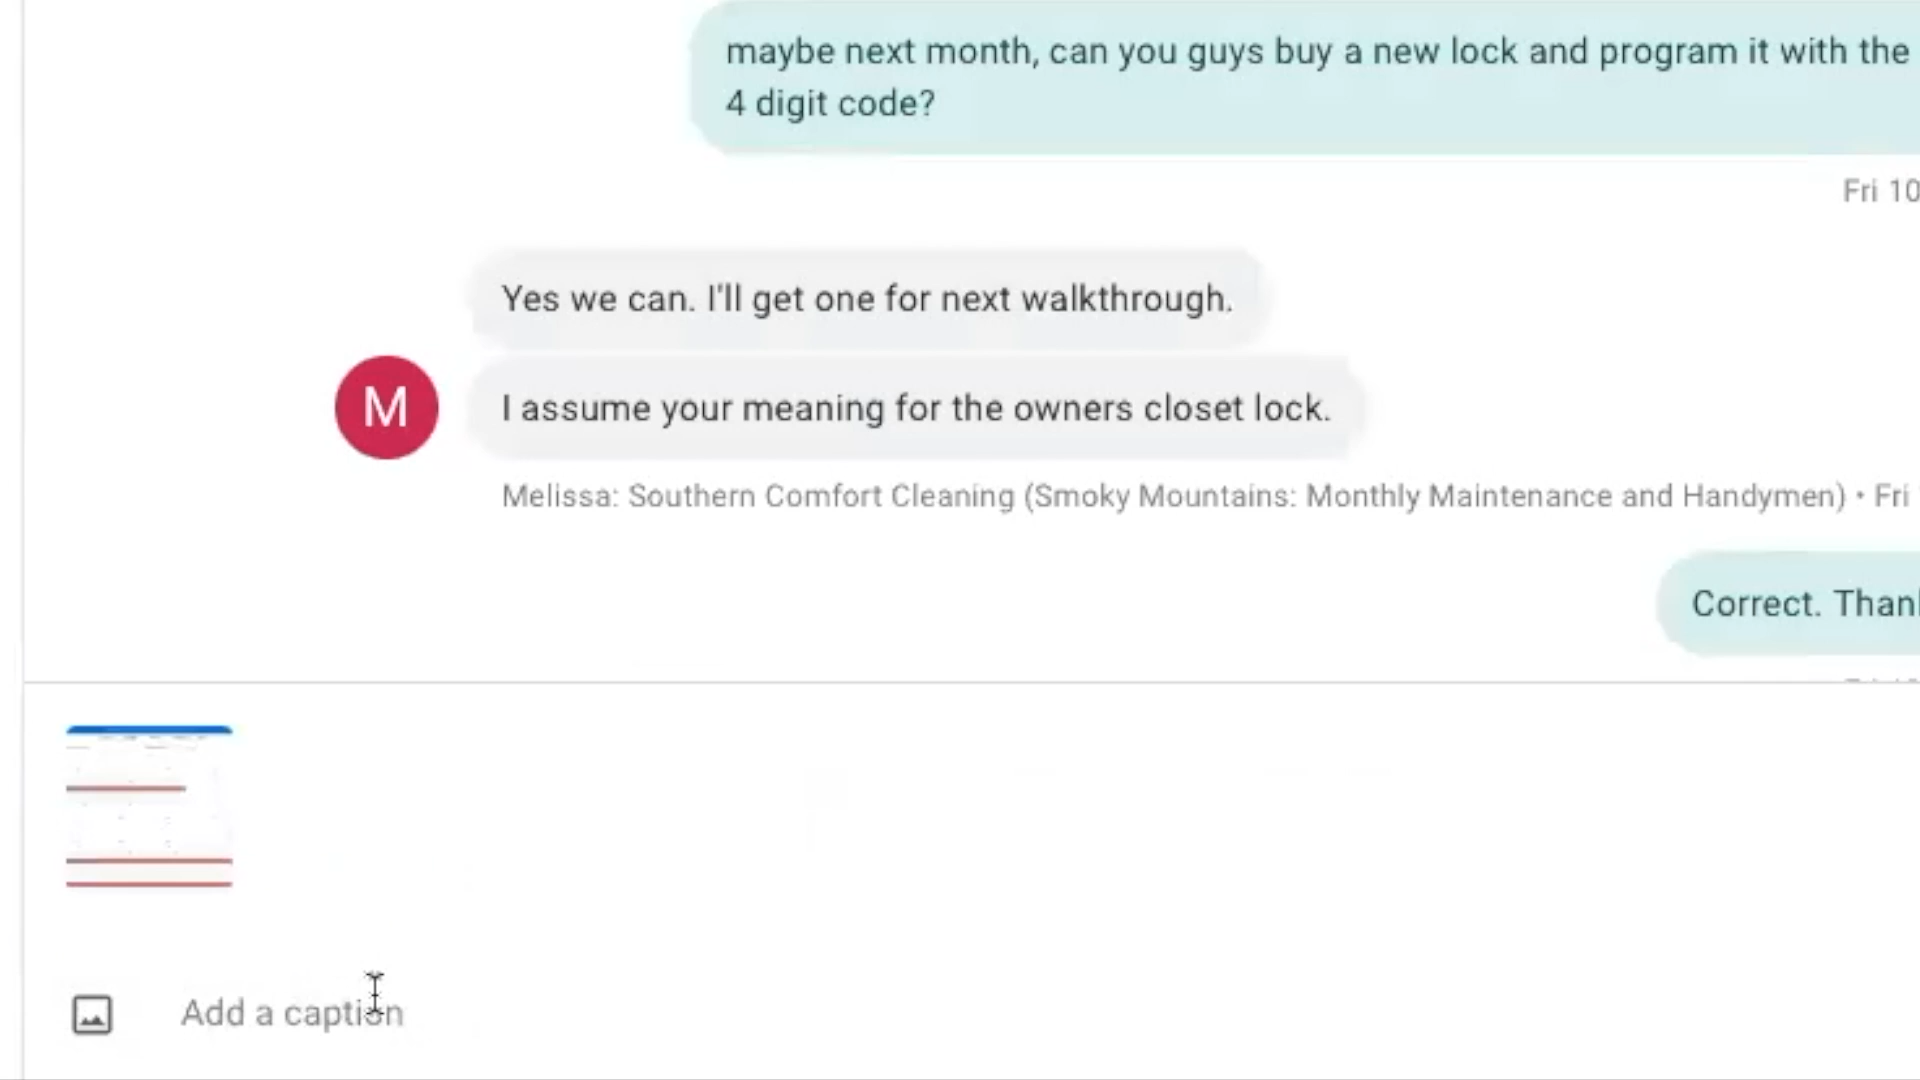 maybe next month, can you guys buy a new lock and program it with the
4 digit code?
Fri 10
Yes we can. I'll get one for next walkthrough.
M
I assume your meaning for the owners closet lock.
Melissa: Southern Comfort Cleaning (Smoky Mountains: Monthly Maintenance and Handymen) • Fri
Correct.
Add a caption